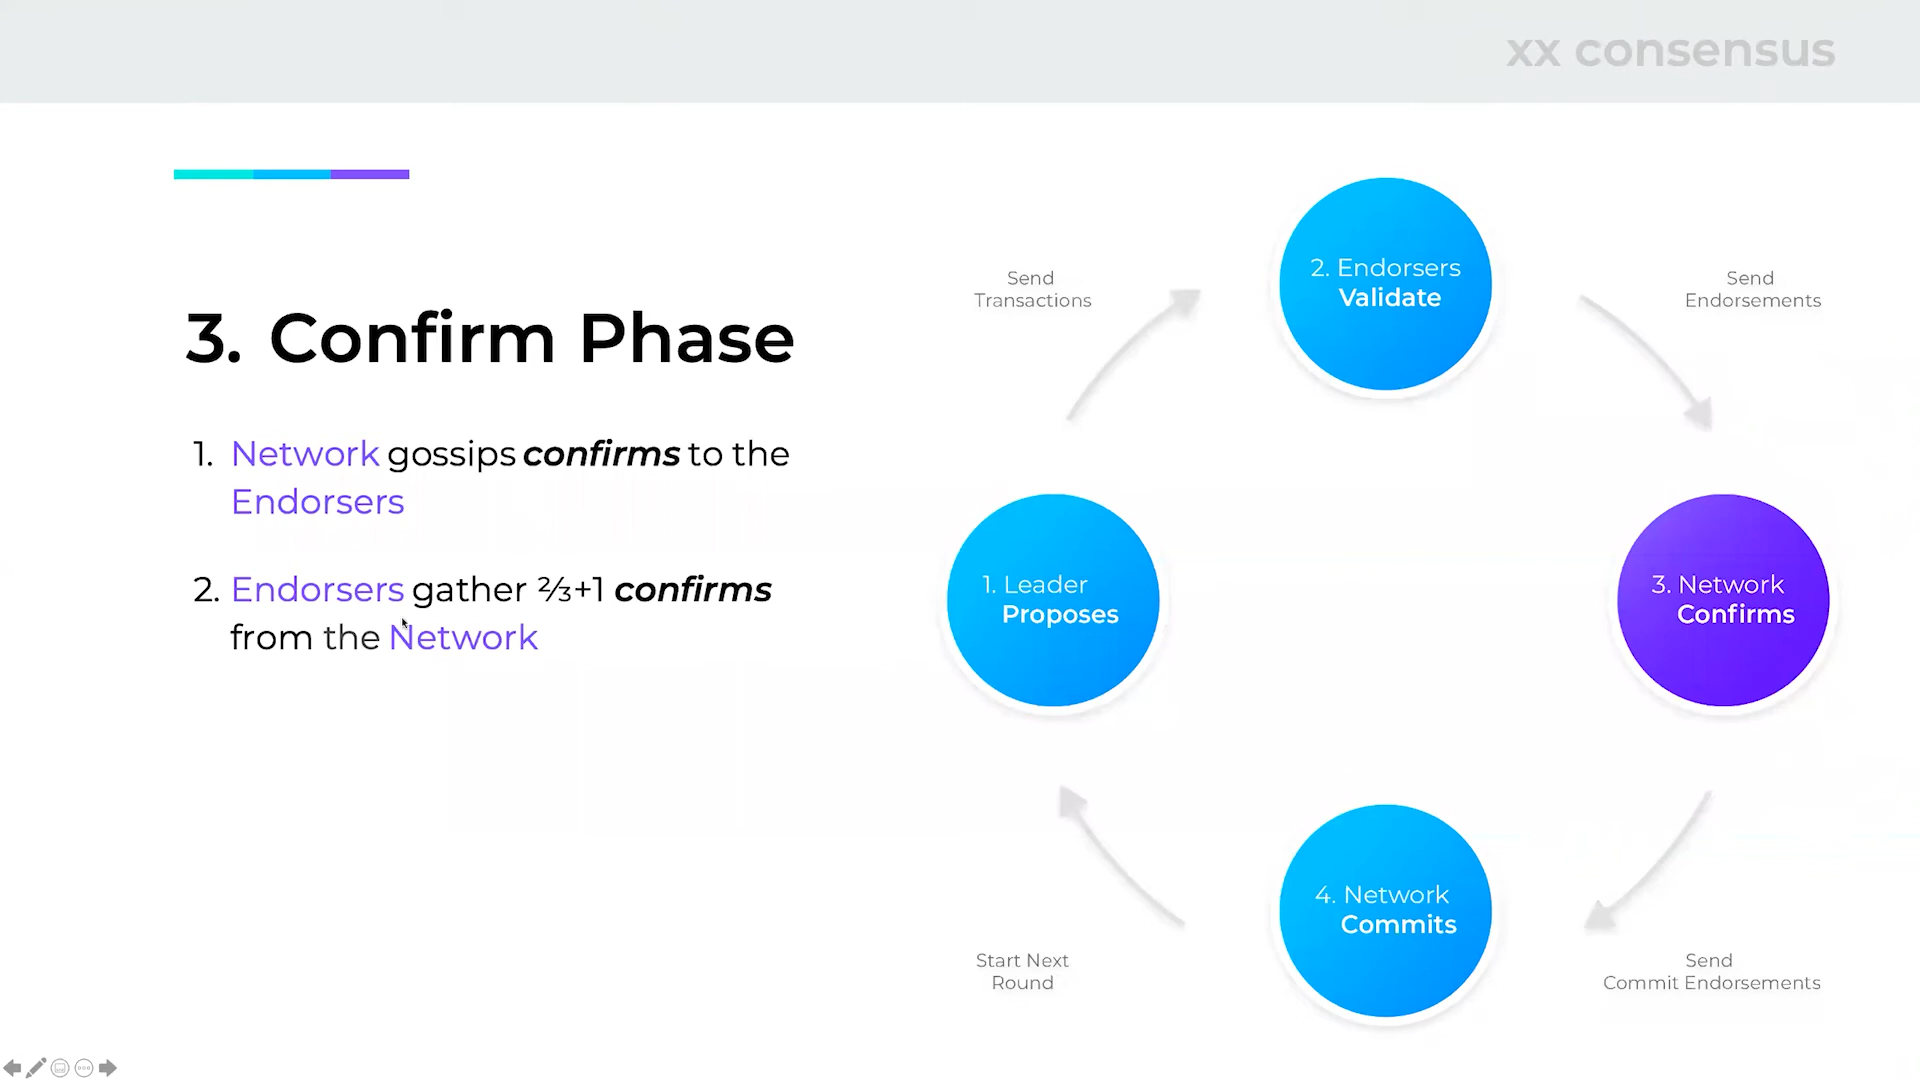 xx consensus
3. Confirm Phase
1. Network gossips confirms to the
Endorsers
2. Endorsers gather ⅔+1 confirms
from the Network
Send
Transactions
2. Endorsers
Validate
Send
Endorsements
1. Leader
Proposes
3. Network
Confirms
4. Network
Commits
Start Next
Round
Send
Commit Endorsements